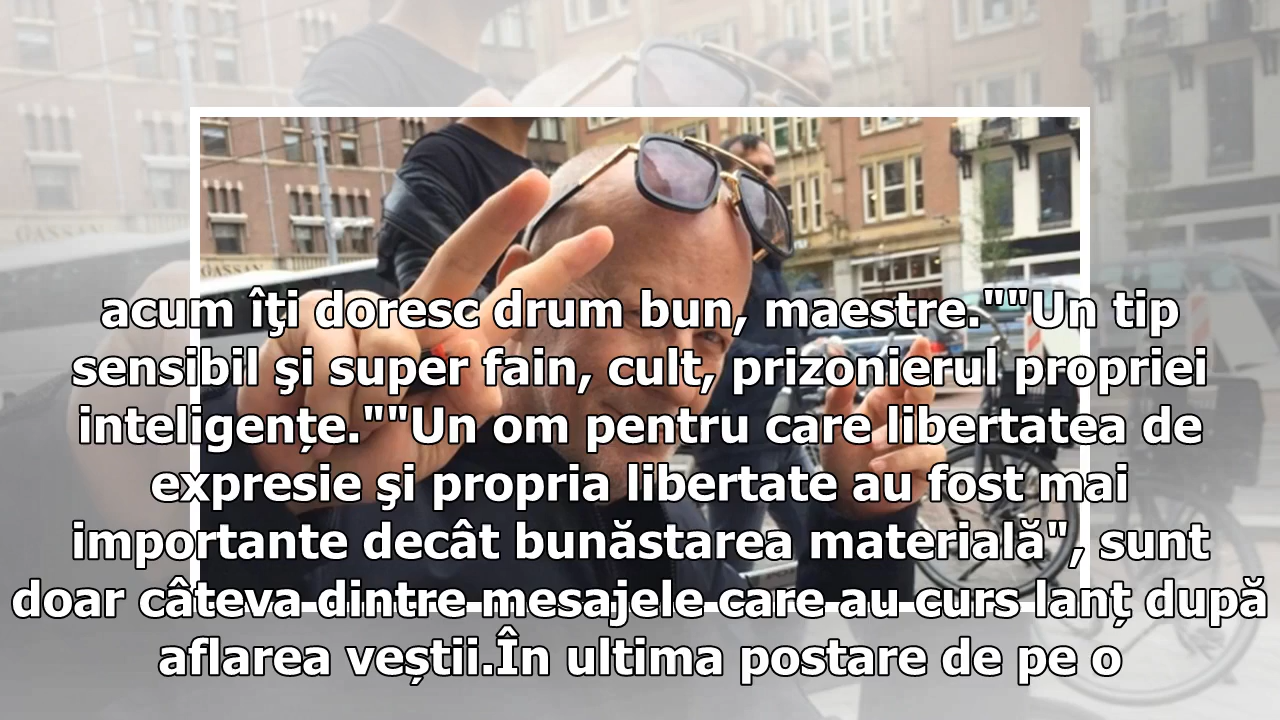 GASSAN
GASSAN
acum îţi doresc drum bun, maestre.""Un tip
sensibil şi super fain, cult, prizonierul propriei
inteligențe.""Un om pentru care libertatea de
expresie şi propria libertate au fost mai
importante decât bunăstarea materială", sunt
doar câteva dintre mesajele care au curs lanț după
aflarea veștii.În ultima postare de pe o